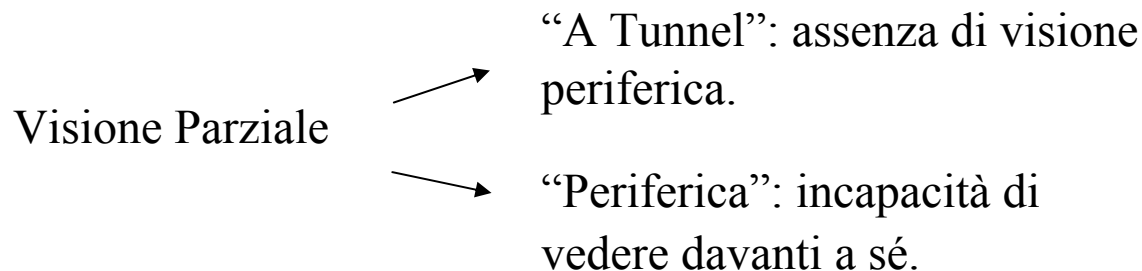 Visione Parziale
“A Tunnel”: assenza di visione
periferica.
“Periferica”: incapacità di
vedere davanti a sé.